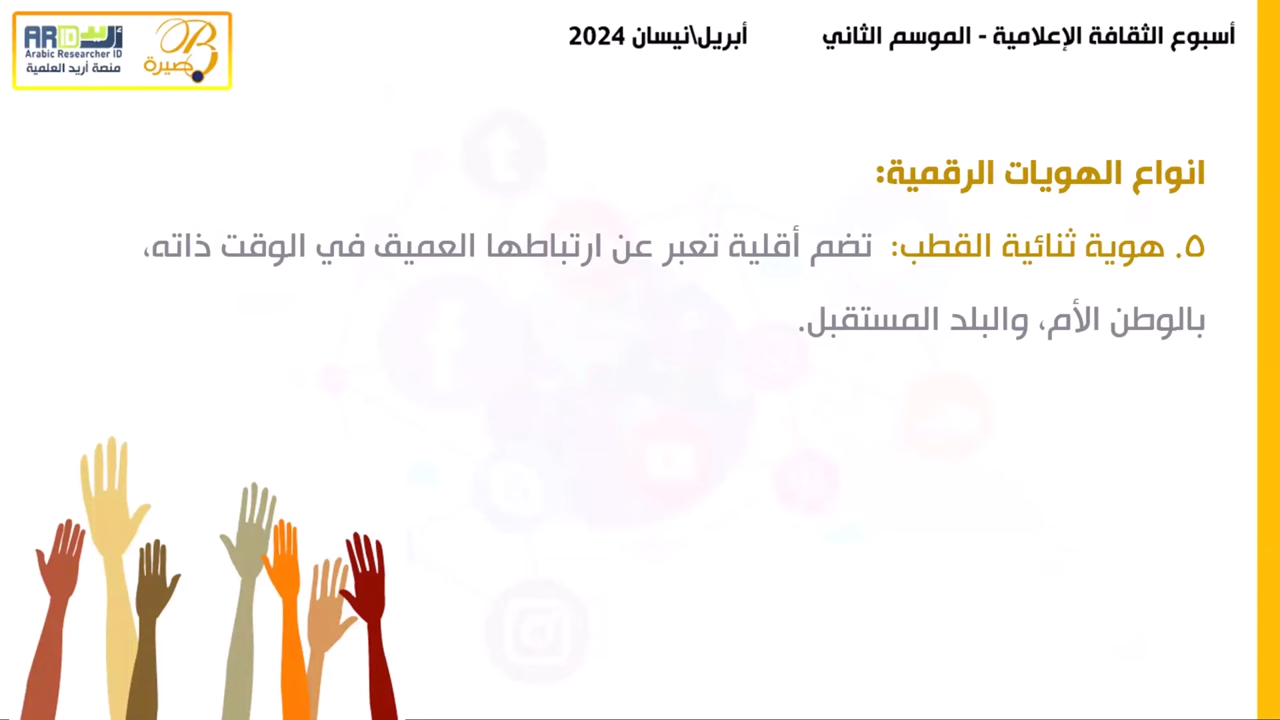 أسبوع الثقافة الإعلامية - الموسم الثاني أبريل\نيسان 2024
ARID أريد
Arabic Researcher ID
منصة أريد العلمية
بصيرة
انواع الهويات الرقمية:
٥. هوية ثنائية القطب: تضم أقلية تعبر عن ارتباطها العميق في الوقت ذاته،
بالوطن الأم، والبلد المستقبل.